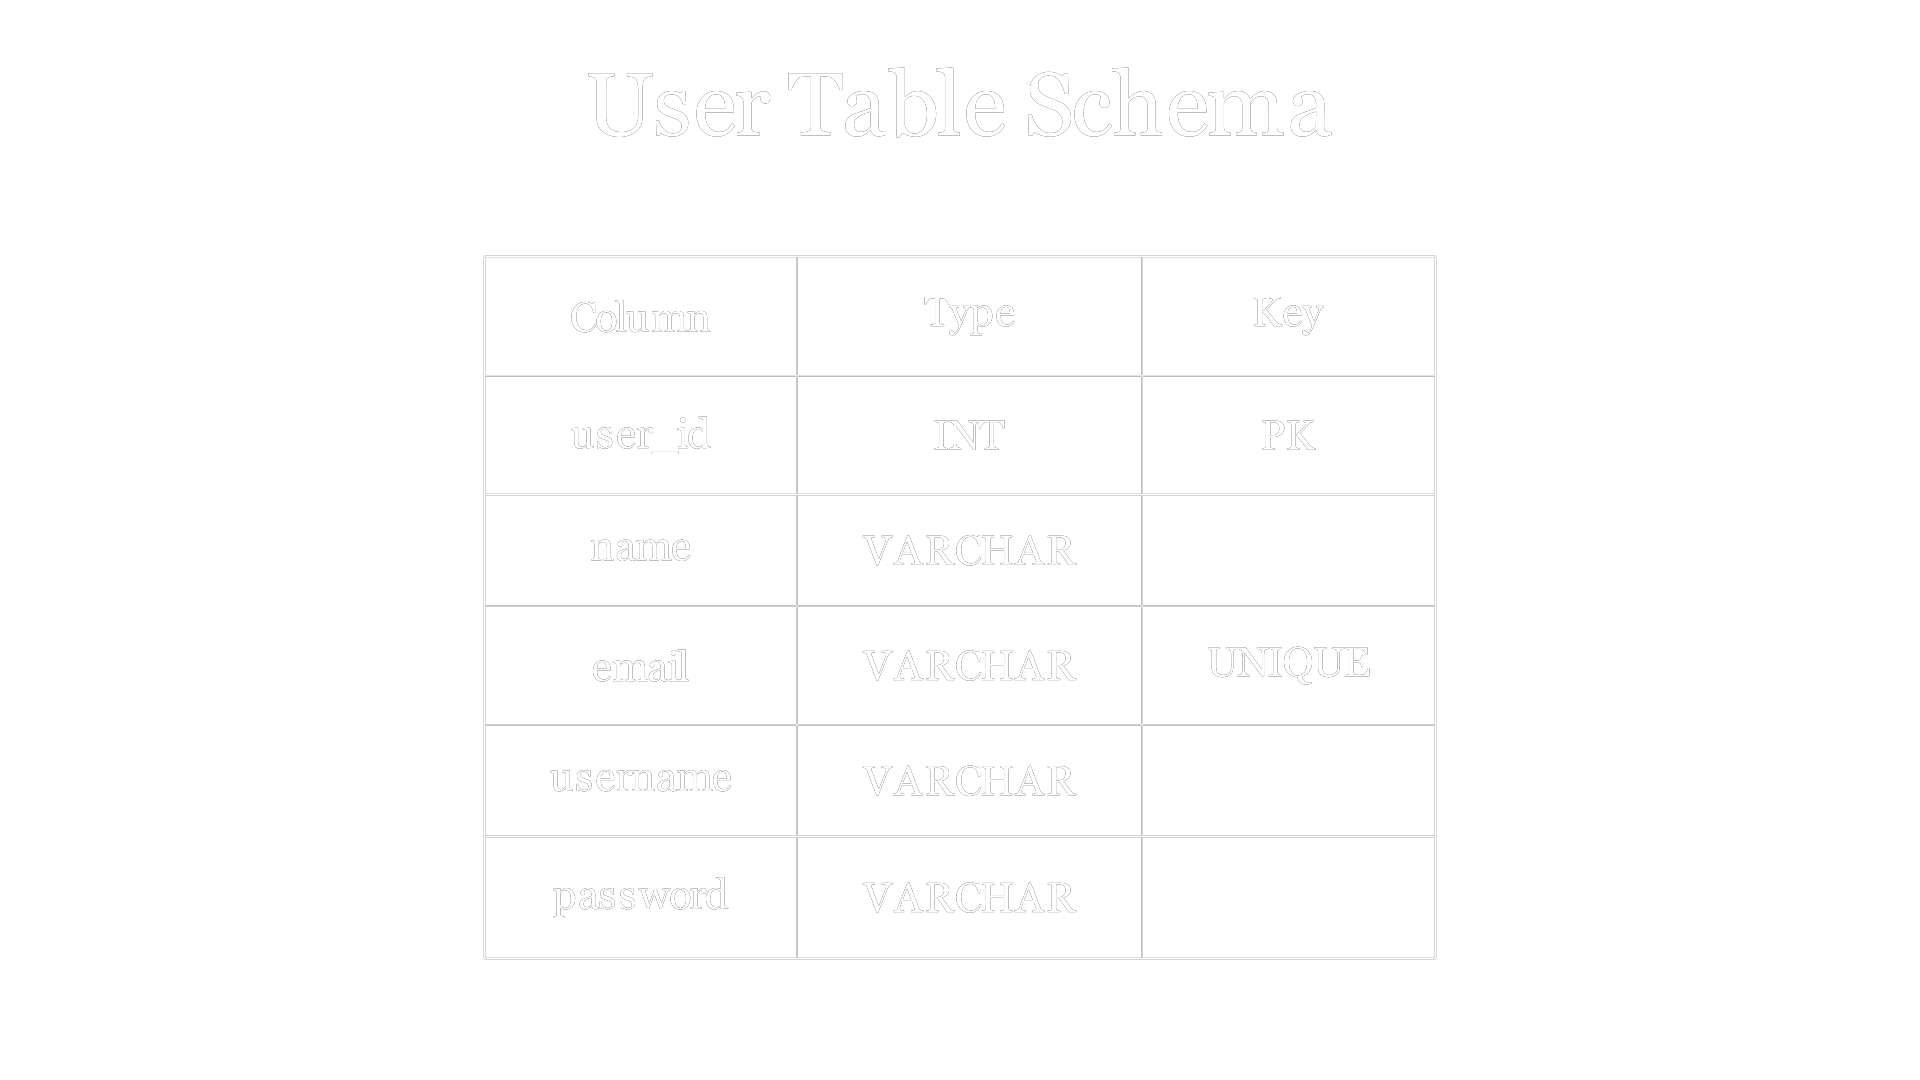 User Table Schema
Column Type Key
user_id INT PK
name VARCHAR
email VARCHAR UNIQUE
username VARCHAR
password VARCHAR